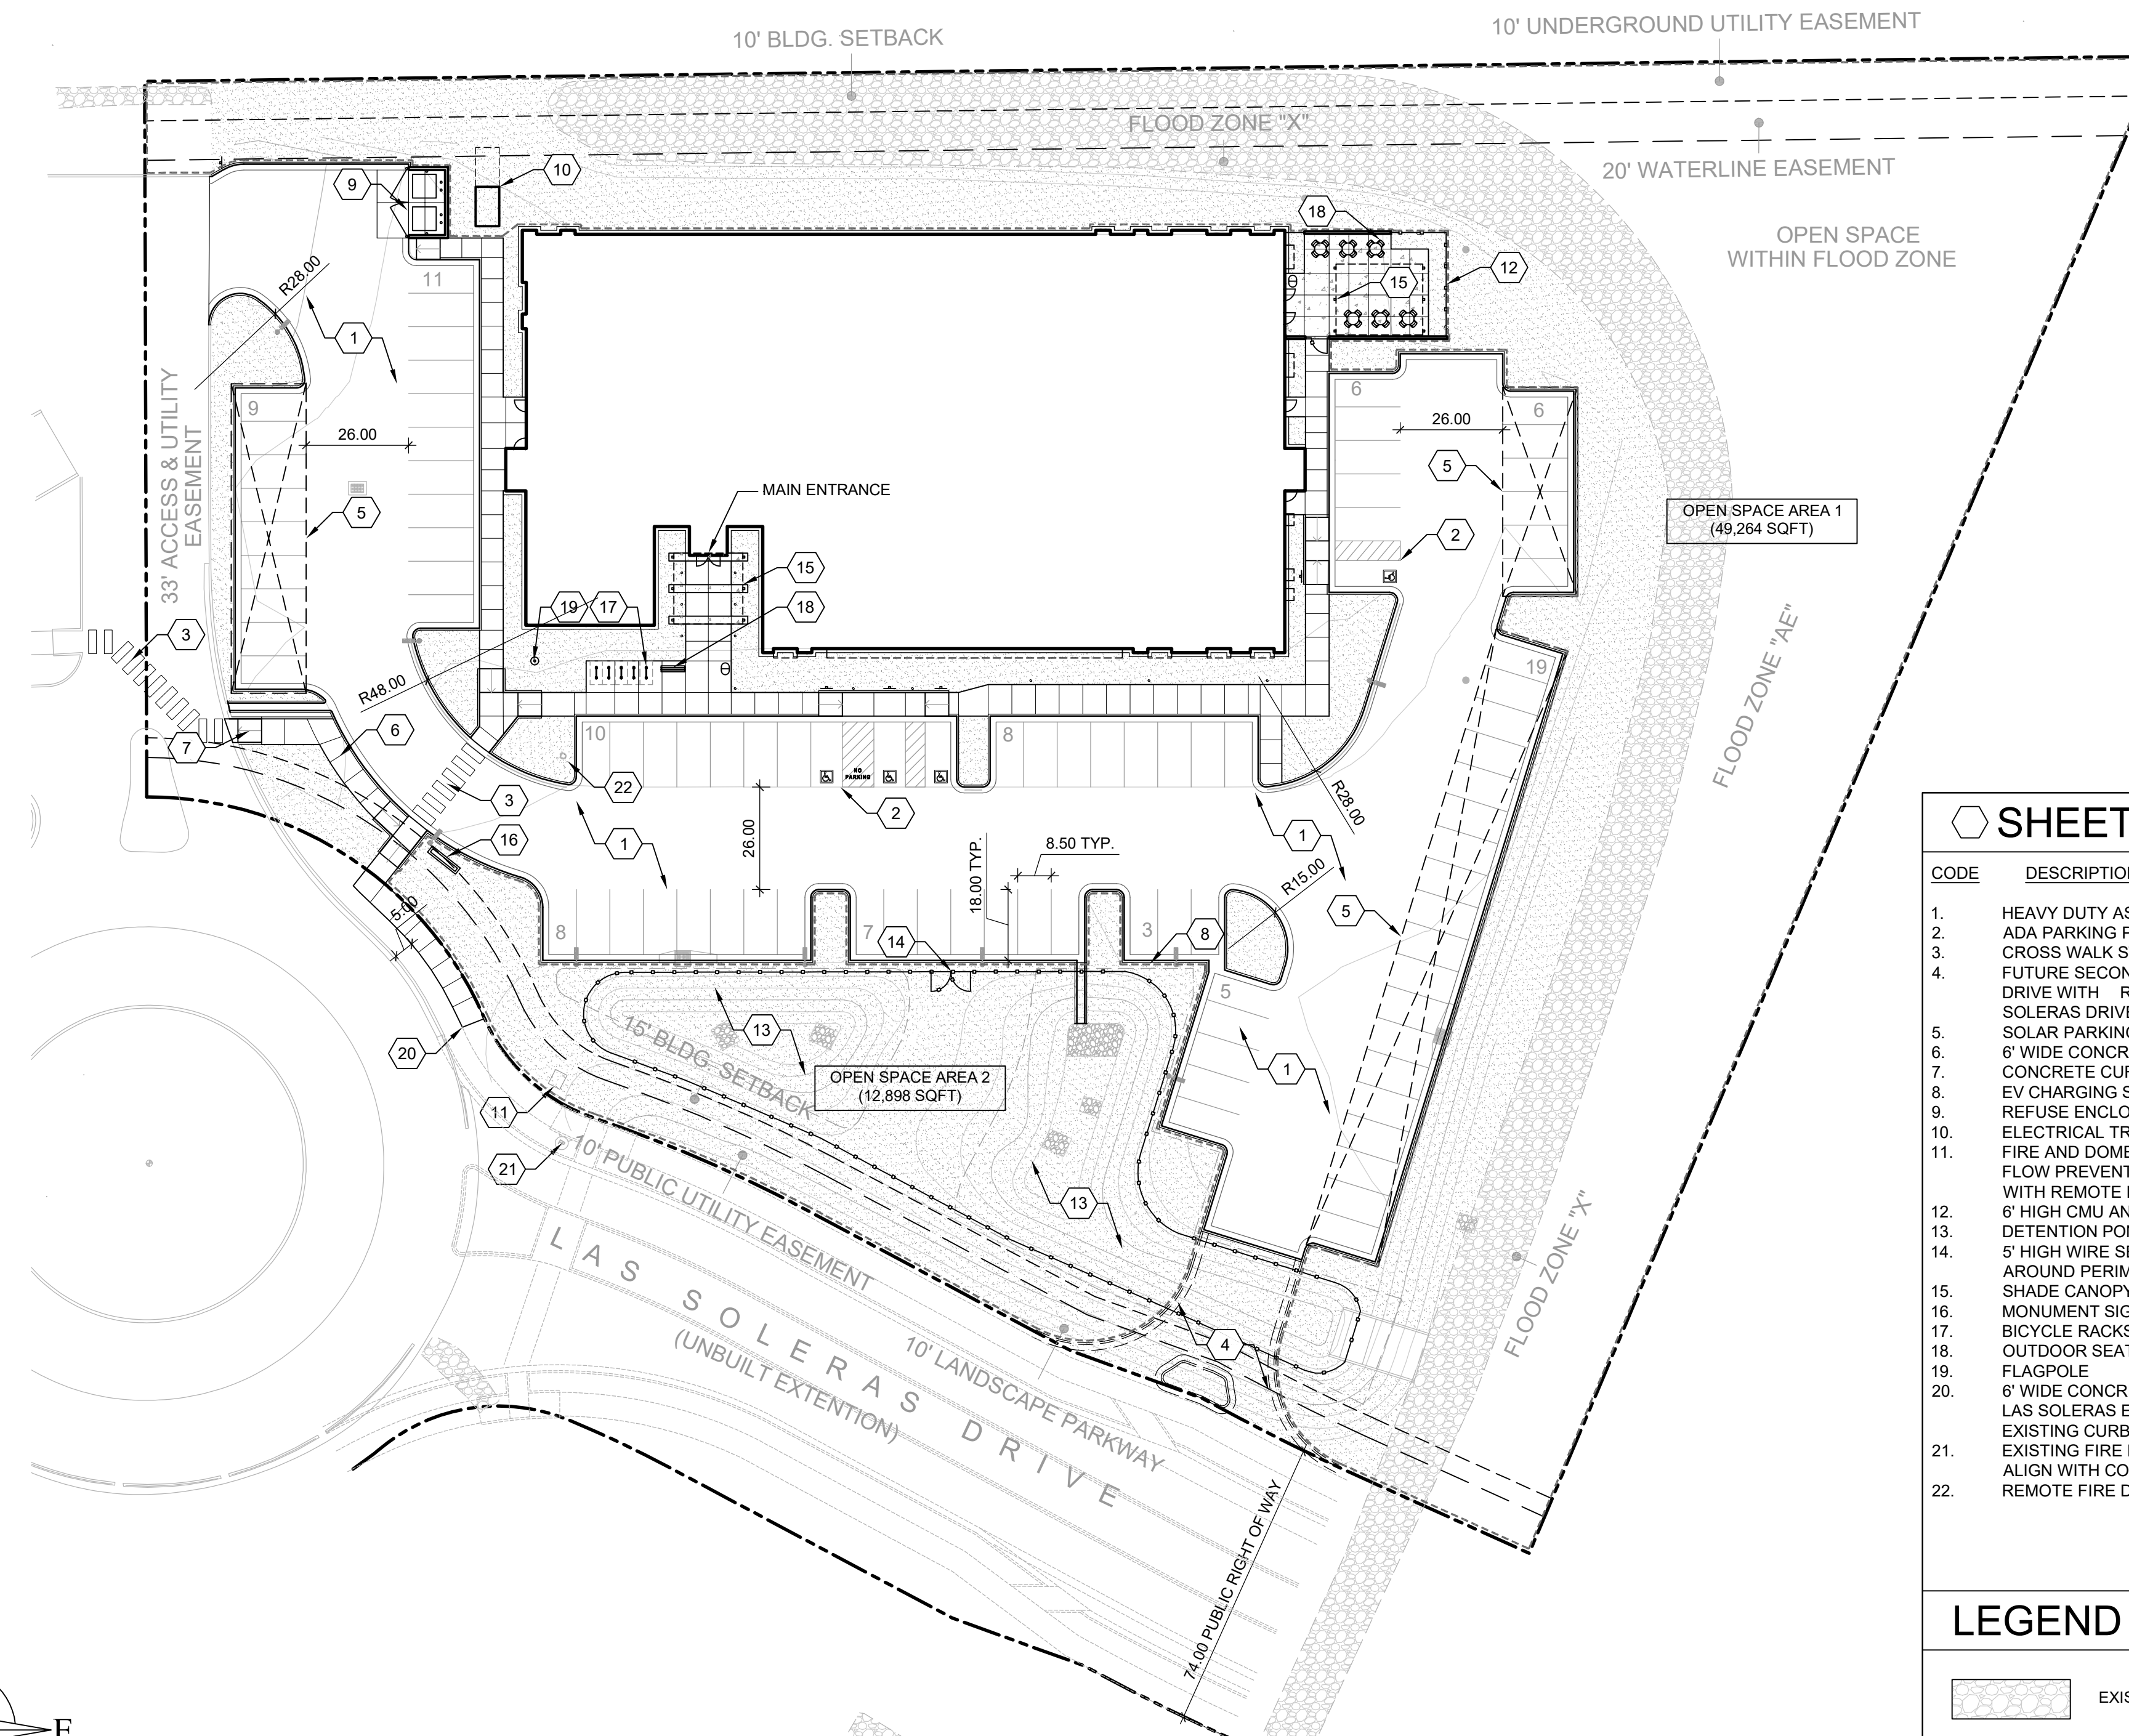 10' BLDG. SETBACK
10' UNDERGROUND UTILITY EASEMENT
FLOOD ZONE "X"
20' WATERLINE EASEMENT
OPEN SPACE
WITHIN FLOOD ZONE
10
9
18
12
15
11
R28.00
1
9
26.00
5
33' ACCESS & UTILITY
EASEMENT
3
MAIN ENTRANCE
15
18
19
17
R48.00
6
6
26.00
5
2
OPEN SPACE AREA 1
(49,264 SQFT)
FLOOD ZONE "AE"
19
7
6
10
8
NO
PARKING
22
2
3
16
1
26.00
18.00 TYP.
8.50 TYP.
R28.00
1
R15.00
5
5.00
8
7
14
3
8
5
20
13
15' BLDG. SETBACK
OPEN SPACE AREA 2
(12,898 SQFT)
1
11
21
10' PUBLIC UTILITY EASEMENT
13
4
LAS SOLERAS DRIVE
(UNBUILT EXTENTION)
10' LANDSCAPE PARKWAY
FLOOD ZONE "X"
74.00 PUBLIC RIGHT OF WAY
E
SHEET
CODE DESCRIPTION
1. HEAVY DUTY AS
2. ADA PARKING P
3. CROSS WALK S
4. FUTURE SECON
DRIVE WITH R
SOLERAS DRIVE
5. SOLAR PARKING
6. 6' WIDE CONCR
7. CONCRETE CUR
8. EV CHARGING S
9. REFUSE ENCLO
10. ELECTRICAL TR
11. FIRE AND DOME
FLOW PREVENT
WITH REMOTE
12. 6' HIGH CMU AN
13. DETENTION PON
14. 5' HIGH WIRE SE
AROUND PERIM
15. SHADE CANOPY
16. MONUMENT SIG
17. BICYCLE RACKS
18. OUTDOOR SEAT
19. FLAGPOLE
20. 6' WIDE CONCR
LAS SOLERAS E
EXISTING CURB
21. EXISTING FIRE
ALIGN WITH CO
22. REMOTE FIRE D
LEGEND
EXIS